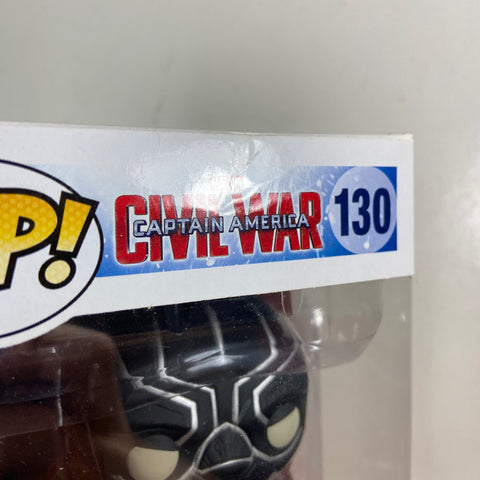 P!
CIVIL WAR
CAPTAIN AMERICA
130